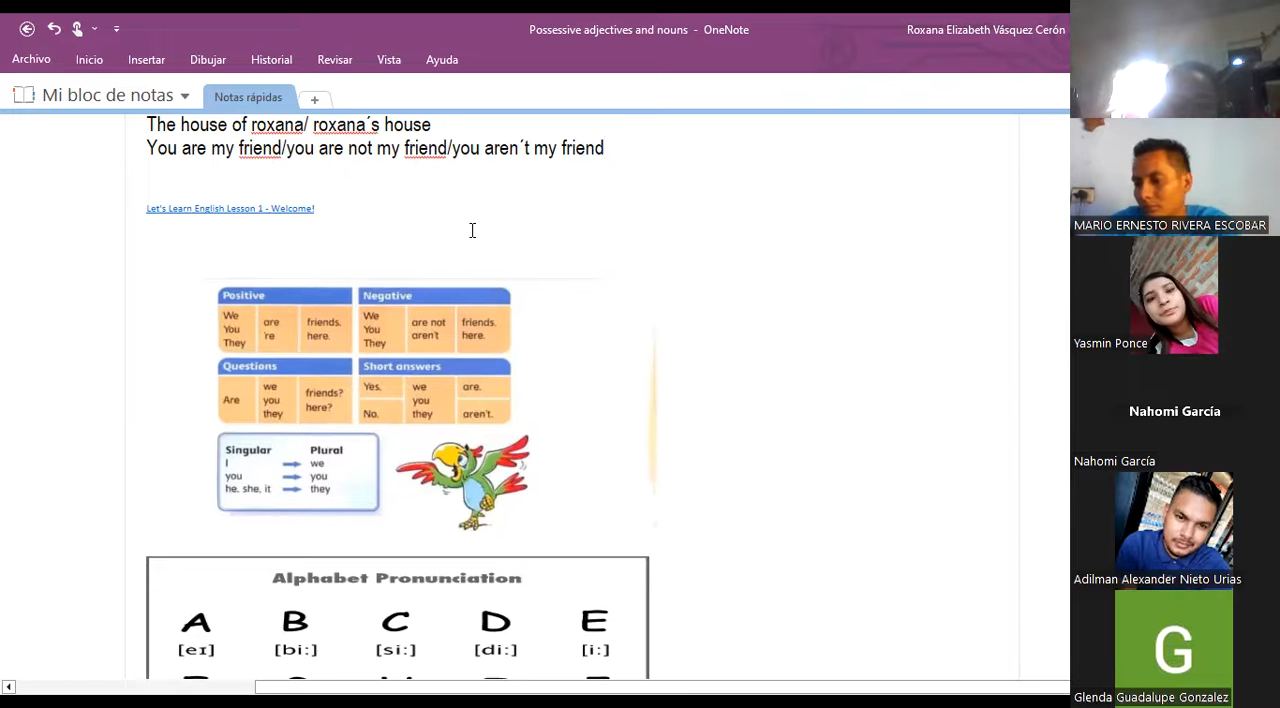 Possessive adjectives and nouns - OneNote
Roxana Elizabeth Vásquez Cerón
Archivo Inicio Insertar Dibujar Historial Revisar Vista Ayuda
Mi bloc de notas
Notas rápidas
The house of roxana/ roxana´s house
You are my friend/you are not my friend/you aren´t my friend
Let's Learn English Lesson 1 - Welcome!
Positive
We
You
They
are
're
friends.
here.
Negative
We
You
They
are not
aren't
friends.
here.
Questions
Are
we
you
they
friends?
here?
Short answers
Yes,
No.
we
you
they
are.
aren't.
Singular Plural
I we
you you
he, she, it they
Alphabet Pronunciation
A B C D E
[eɪ] [bi:] [si:] [di:] [i:]
MARIO ERNESTO RIVERA ESCOBAR
Yasmin Ponce
Nahomi García
Nahomi García
Adilman Alexander Nieto Urias
G
Glenda Guadalupe Gonzalez